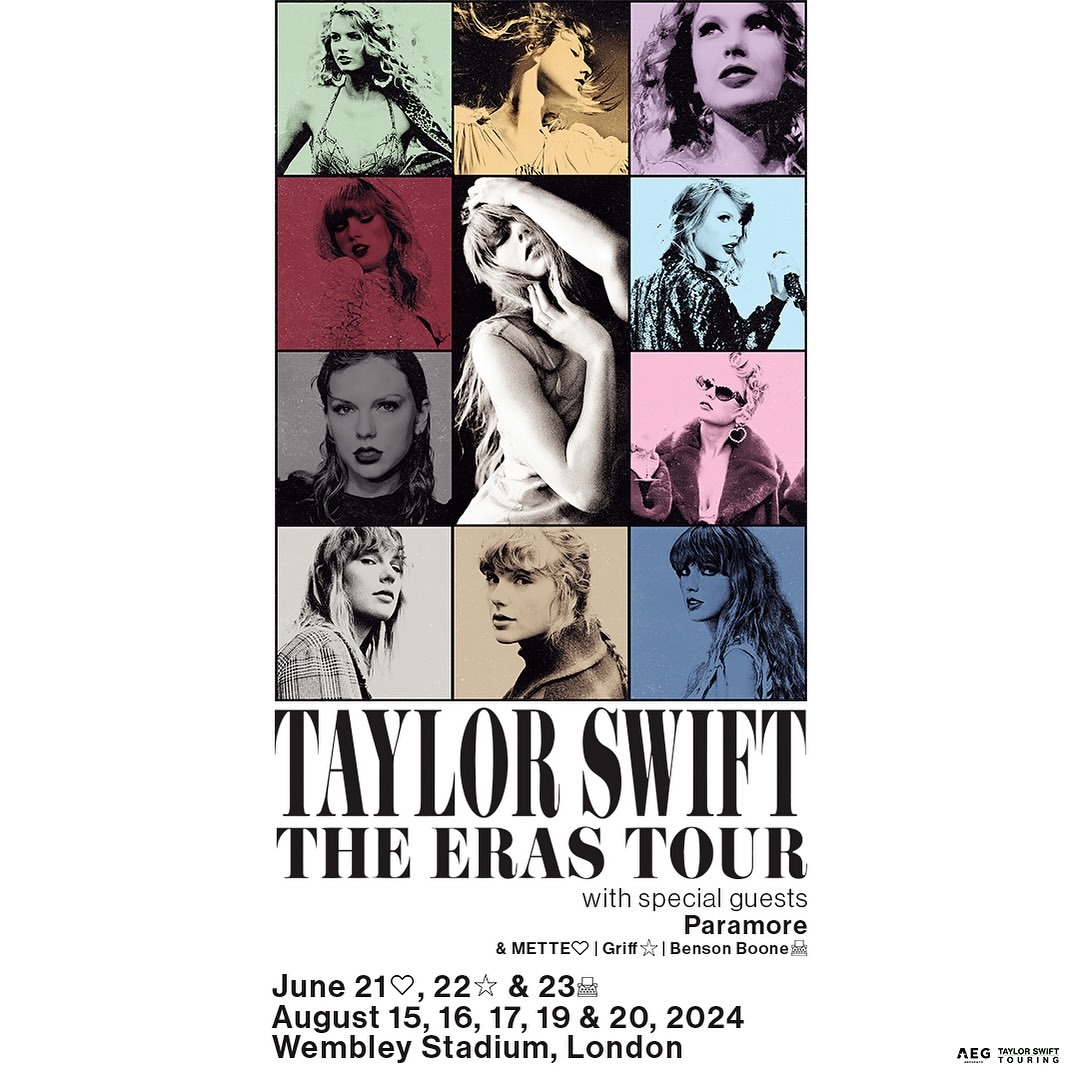 TAYLOR SWIFT
THE ERAS TOUR
with special guests
Paramore
& METTE♡ | Griff☆ | Benson Boone
June 21♡, 22☆ & 23
August 15, 16, 17, 19 & 20, 2024
Wembley Stadium, London
AEG
PRESENTS
TAYLOR SWIFT
TOURING